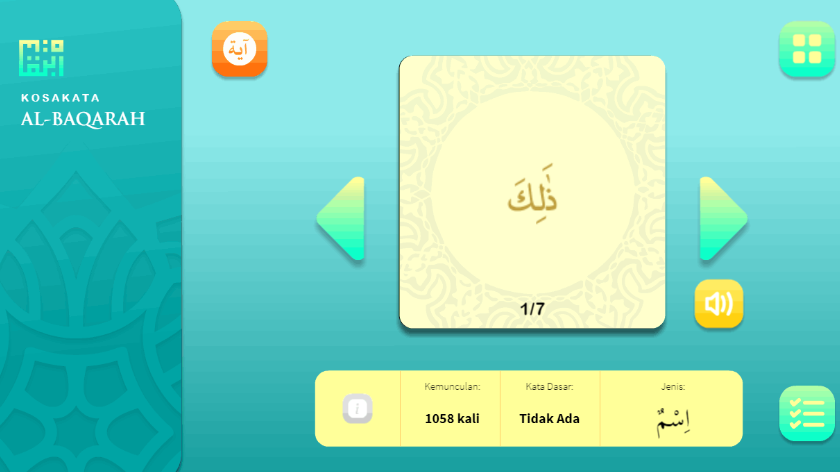 آية
KOSAKATA
AL-BAQARAH
ذَٰلِكَ
1/7
Kemunculan:
1058 kali
Kata Dasar:
Tidak Ada
Jenis:
اِسْمٌ